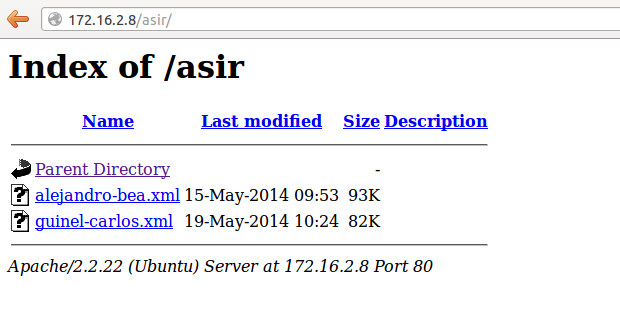 172.16.2.8/asir/
Index of /asir
Name Last modified Size Description
Parent Directory -
alejandro-bea.xml 15-May-2014 09:53 93K
guinel-carlos.xml 19-May-2014 10:24 82K
Apache/2.2.22 (Ubuntu) Server at 172.16.2.8 Port 80